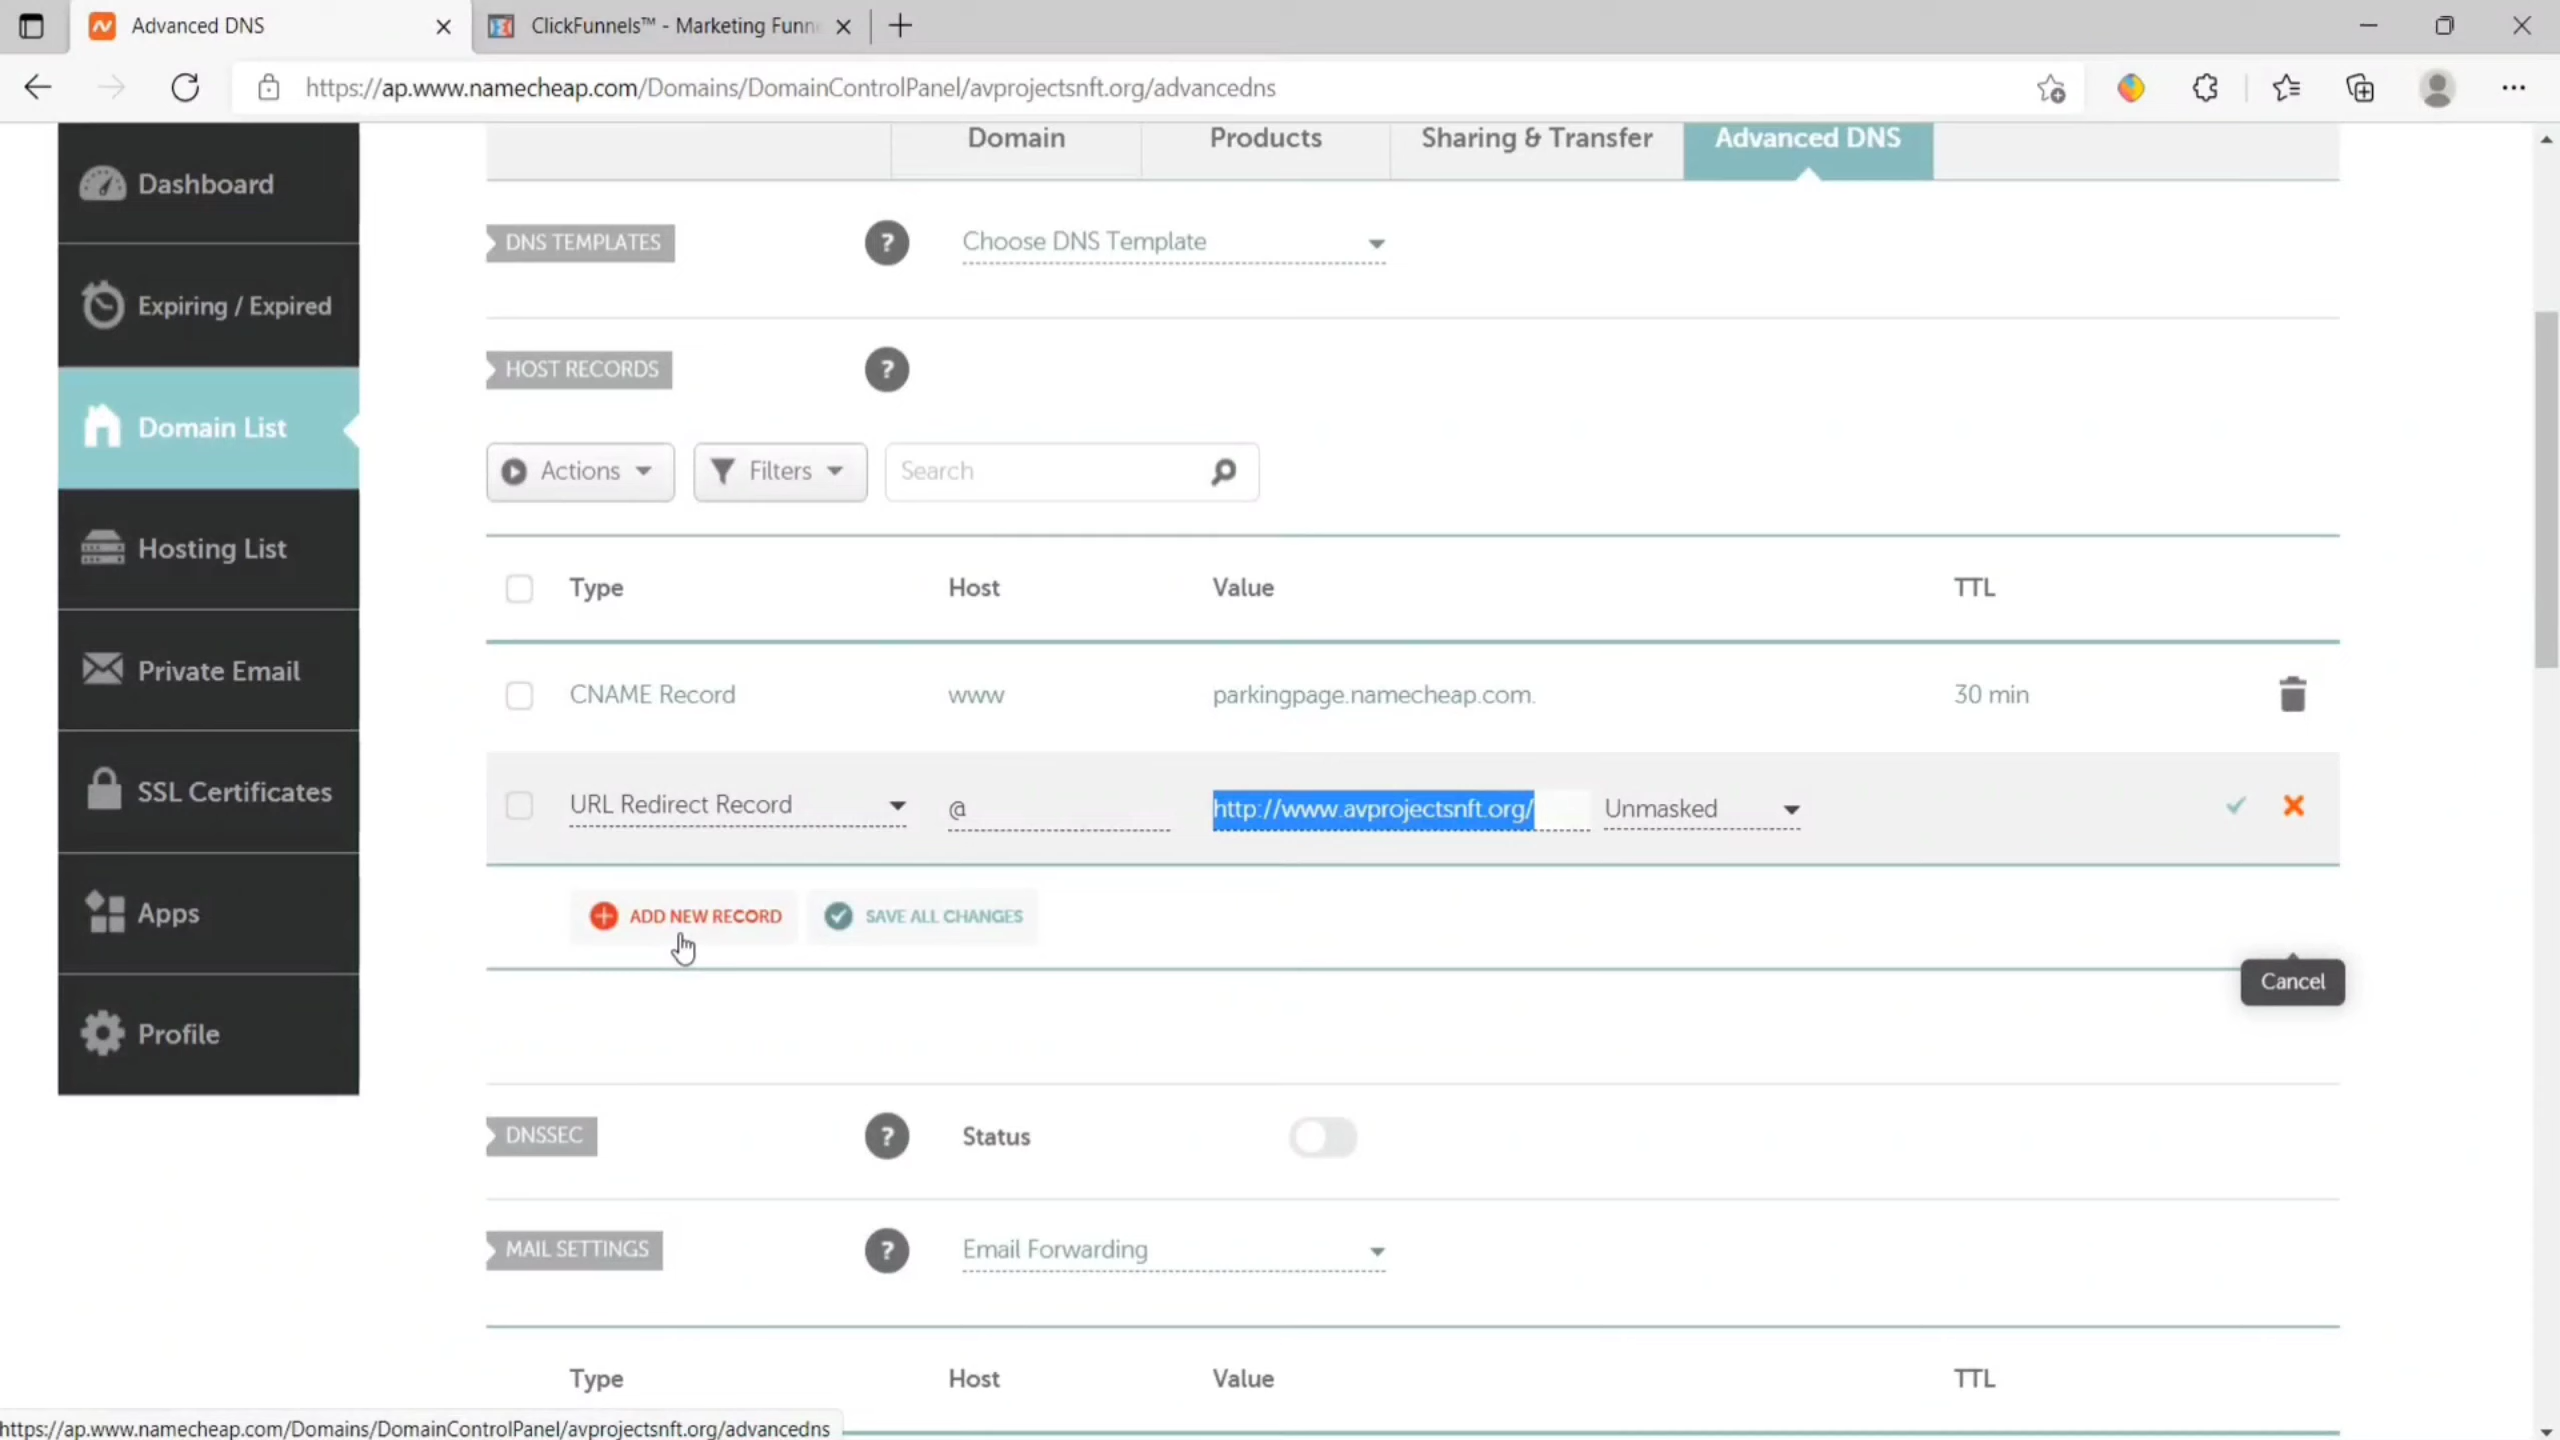 Advanced DNS
ClickFunnels™ - Marketing Funn
https://ap.www.namecheap.com/Domains/DomainControlPanel/avprojectsnft.org/advancedns
Domain Products Sharing & Transfer Advanced DNS
Dashboard
Expiring / Expired
Domain List
Hosting List
Private Email
SSL Certificates
Apps
Profile
DNS TEMPLATES ? Choose DNS Template
HOST RECORDS ?
Actions Filters Search
Type Host Value TTL
CNAME Record www parkingpage.namecheap.com. 30 min
URL Redirect Record @ http://www.avprojectsnft.org/ Unmasked
ADD NEW RECORD SAVE ALL CHANGES
Cancel
DNSSEC ? Status
MAIL SETTINGS ? Email Forwarding
Type Host Value TTL
https://ap.www.namecheap.com/Domains/DomainControlPanel/avprojectsnft.org/advancedns